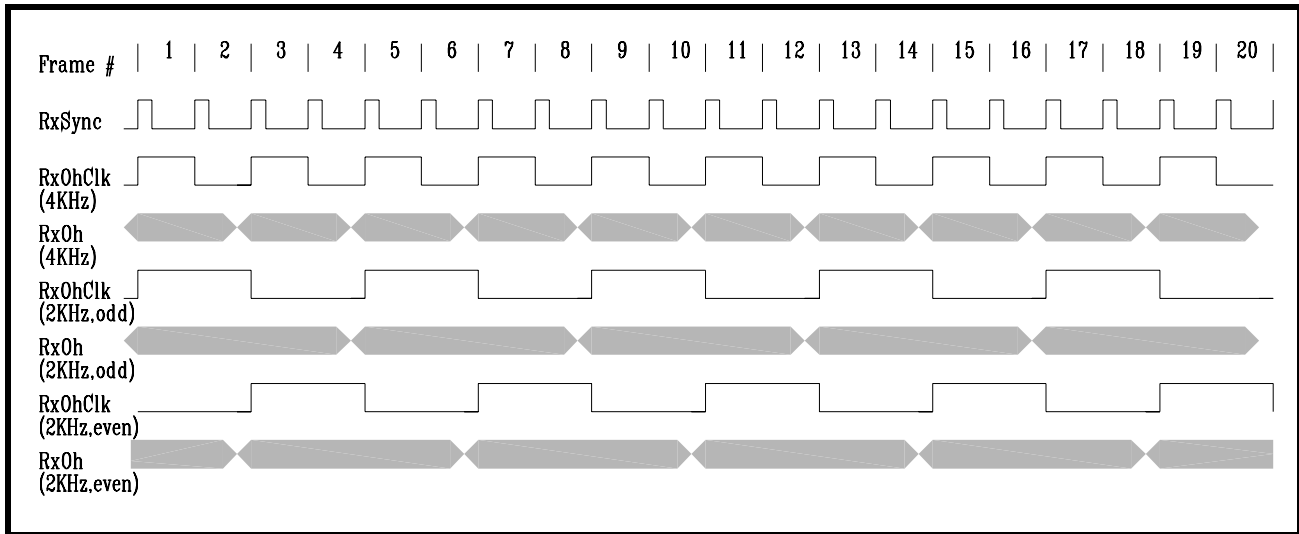 Frame # 1 2 3 4 5 6 7 8 9 10 11 12 13 14 15 16 17 18 19 20
RxSync
RxOhClk
(4KHz)
RxOh
(4KHz)
RxOhClk
(2KHz,odd)
RxOh
(2KHz,odd)
RxOhClk
(2KHz,even)
RxOh
(2KHz,even)